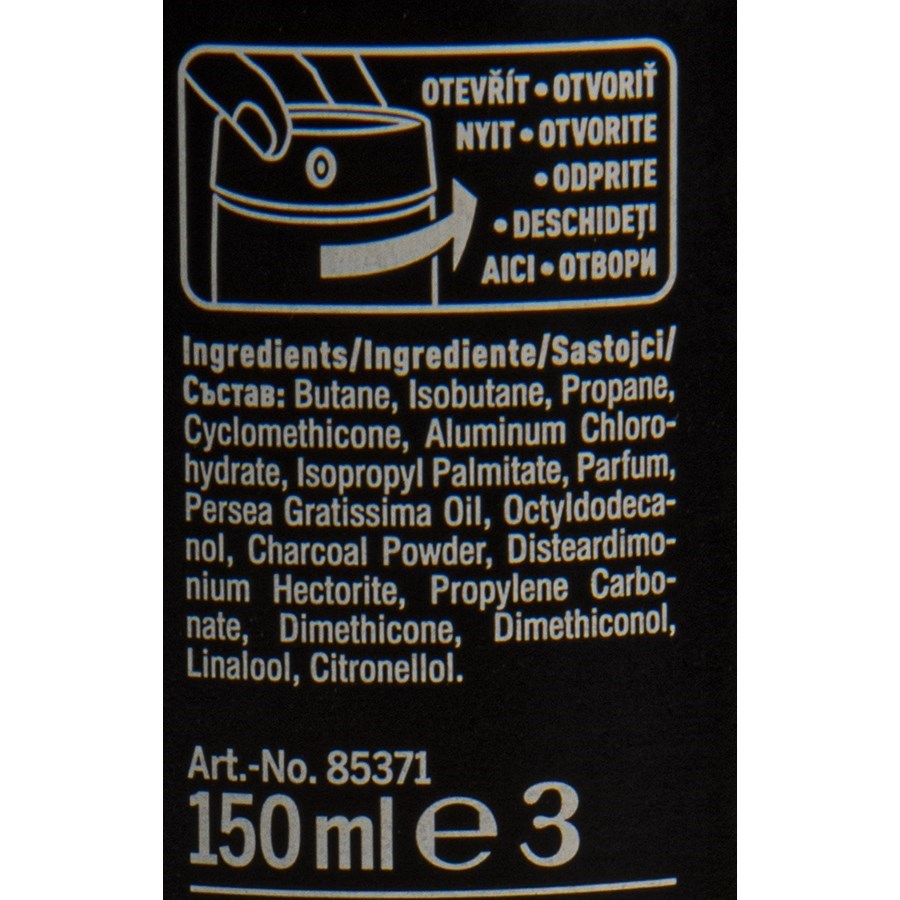 OTEVŘÍT • OTVORIŤ
NYIT • OTVORITE
• ODPRITE
• DESCHIDEȚI
AICI • ОТВОРИ
Ingredients/Ingrediente/Sastojci/
Състав: Butane, Isobutane, Propane,
Cyclomethicone, Aluminum Chloro-
hydrate, Isopropyl Palmitate, Parfum,
Persea Gratissima Oil, Octyldodeca-
nol, Charcoal Powder, Disteardimo-
nium Hectorite, Propylene Carbo-
nate, Dimethicone, Dimethiconol,
Linalool, Citronellol.
Art.-No. 85371
150 ml ℮ 3